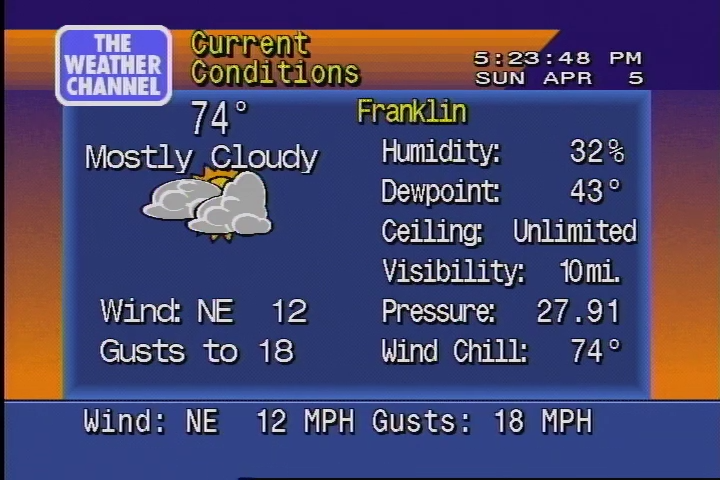 THE
WEATHER
CHANNEL
Current
Conditions
5:23:48 PM
SUN APR 5
74°
Mostly Cloudy
Wind: NE 12
Gusts to 18
Franklin
Humidity: 32%
Dewpoint: 43°
Ceiling: Unlimited
Visibility: 10mi.
Pressure: 27.91
Wind Chill: 74°
Wind: NE 12 MPH Gusts: 18 MPH